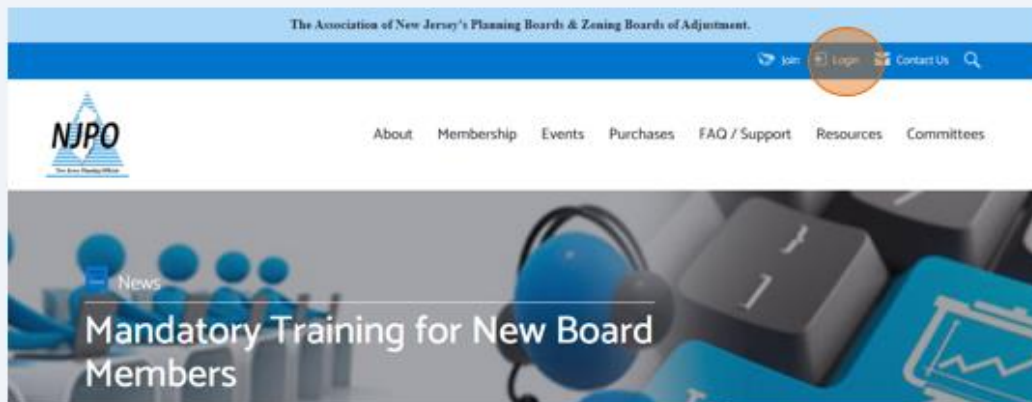 The Association of New Jersey's Planning Boards & Zoning Boards of Adjustment.
Join Login Contact Us
NJPO
About Membership Events Purchases FAQ / Support Resources Committees
News
Mandatory Training for New Board
Members